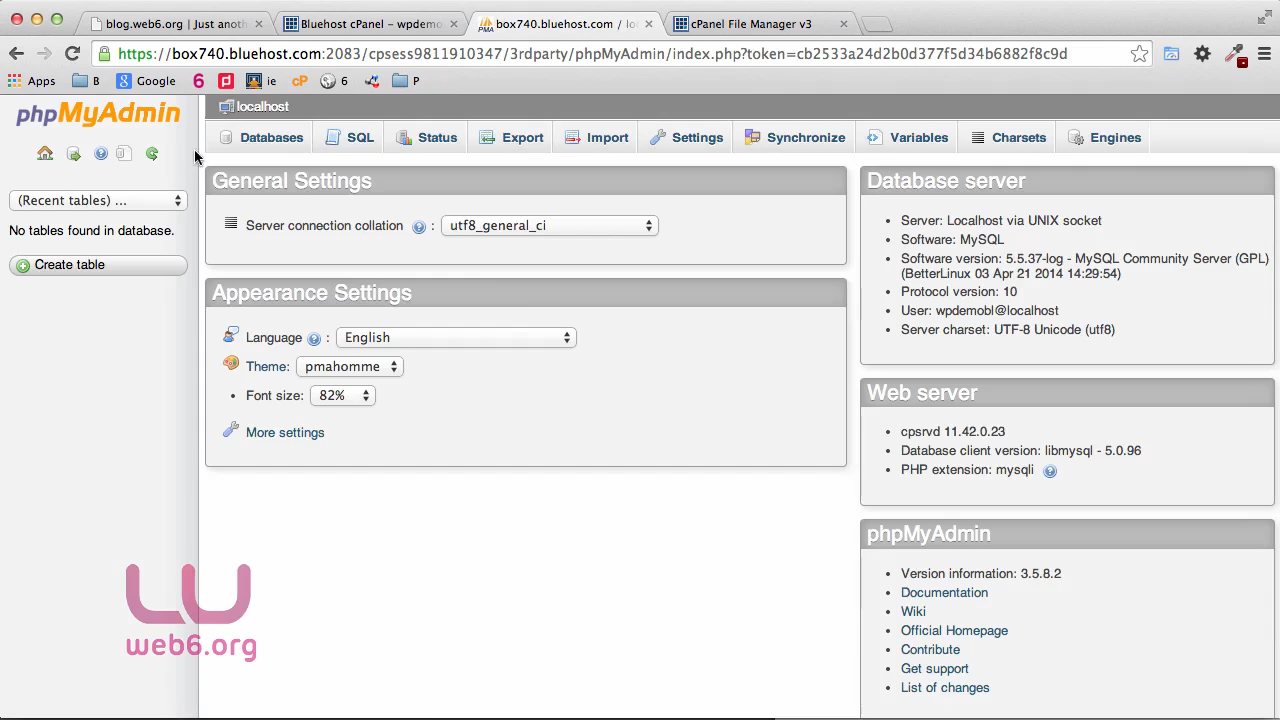 blog.web6.org | Just anoth
Bluehost cPanel – wpdemo
box740.bluehost.com / lo
cPanel File Manager v3
https://box740.bluehost.com:2083/cpsess9811910347/3rdparty/phpMyAdmin/index.php?token=cb2533a24d2b0d377f5d34b6882f8c9d
Apps
B
Google
6
ie
cP
6
P
phpMyAdmin
localhost
Databases
SQL
Status
Export
Import
Settings
Synchronize
Variables
Charsets
Engines
(Recent tables) ...
No tables found in database.
Create table
General Settings
Server connection collation : utf8_general_ci
Appearance Settings
Language : English
Theme: pmahomme
Font size: 82%
More settings
Database server
Server: Localhost via UNIX socket
Software: MySQL
Software version: 5.5.37-log - MySQL Community Server (GPL)
(BetterLinux 03 Apr 21 2014 14:29:54)
Protocol version: 10
User: wpdemobl@localhost
Server charset: UTF-8 Unicode (utf8)
Web server
cpsrvd 11.42.0.23
Database client version: libmysql - 5.0.96
PHP extension: mysqli
phpMyAdmin
Version information: 3.5.8.2
Documentation
Wiki
Official Homepage
Contribute
Get support
List of changes
web6.org